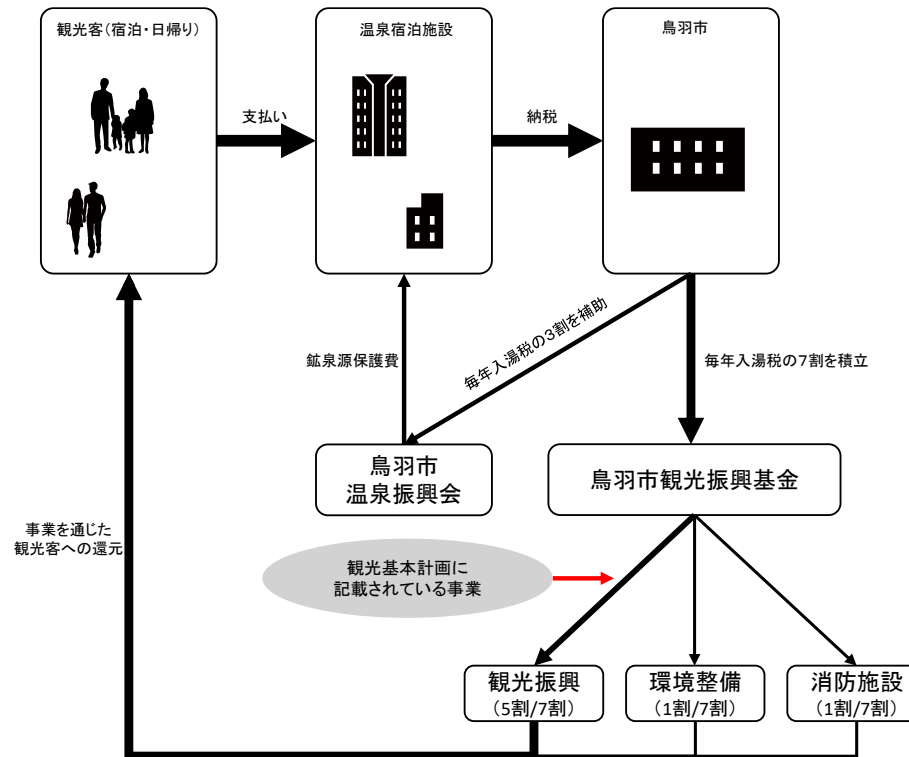 観光客（宿泊・日帰り）
温泉宿泊施設
鳥羽市
支払い
納税
鉱泉源保護費
毎年入湯税の３割を補助
毎年入湯税の７割を積立
鳥羽市
温泉振興会
鳥羽市観光振興基金
事業を通じた
観光客への還元
観光基本計画に
記載されている事業
観光振興
（5割/7割）
環境整備
（1割/7割）
消防施設
（1割/7割）